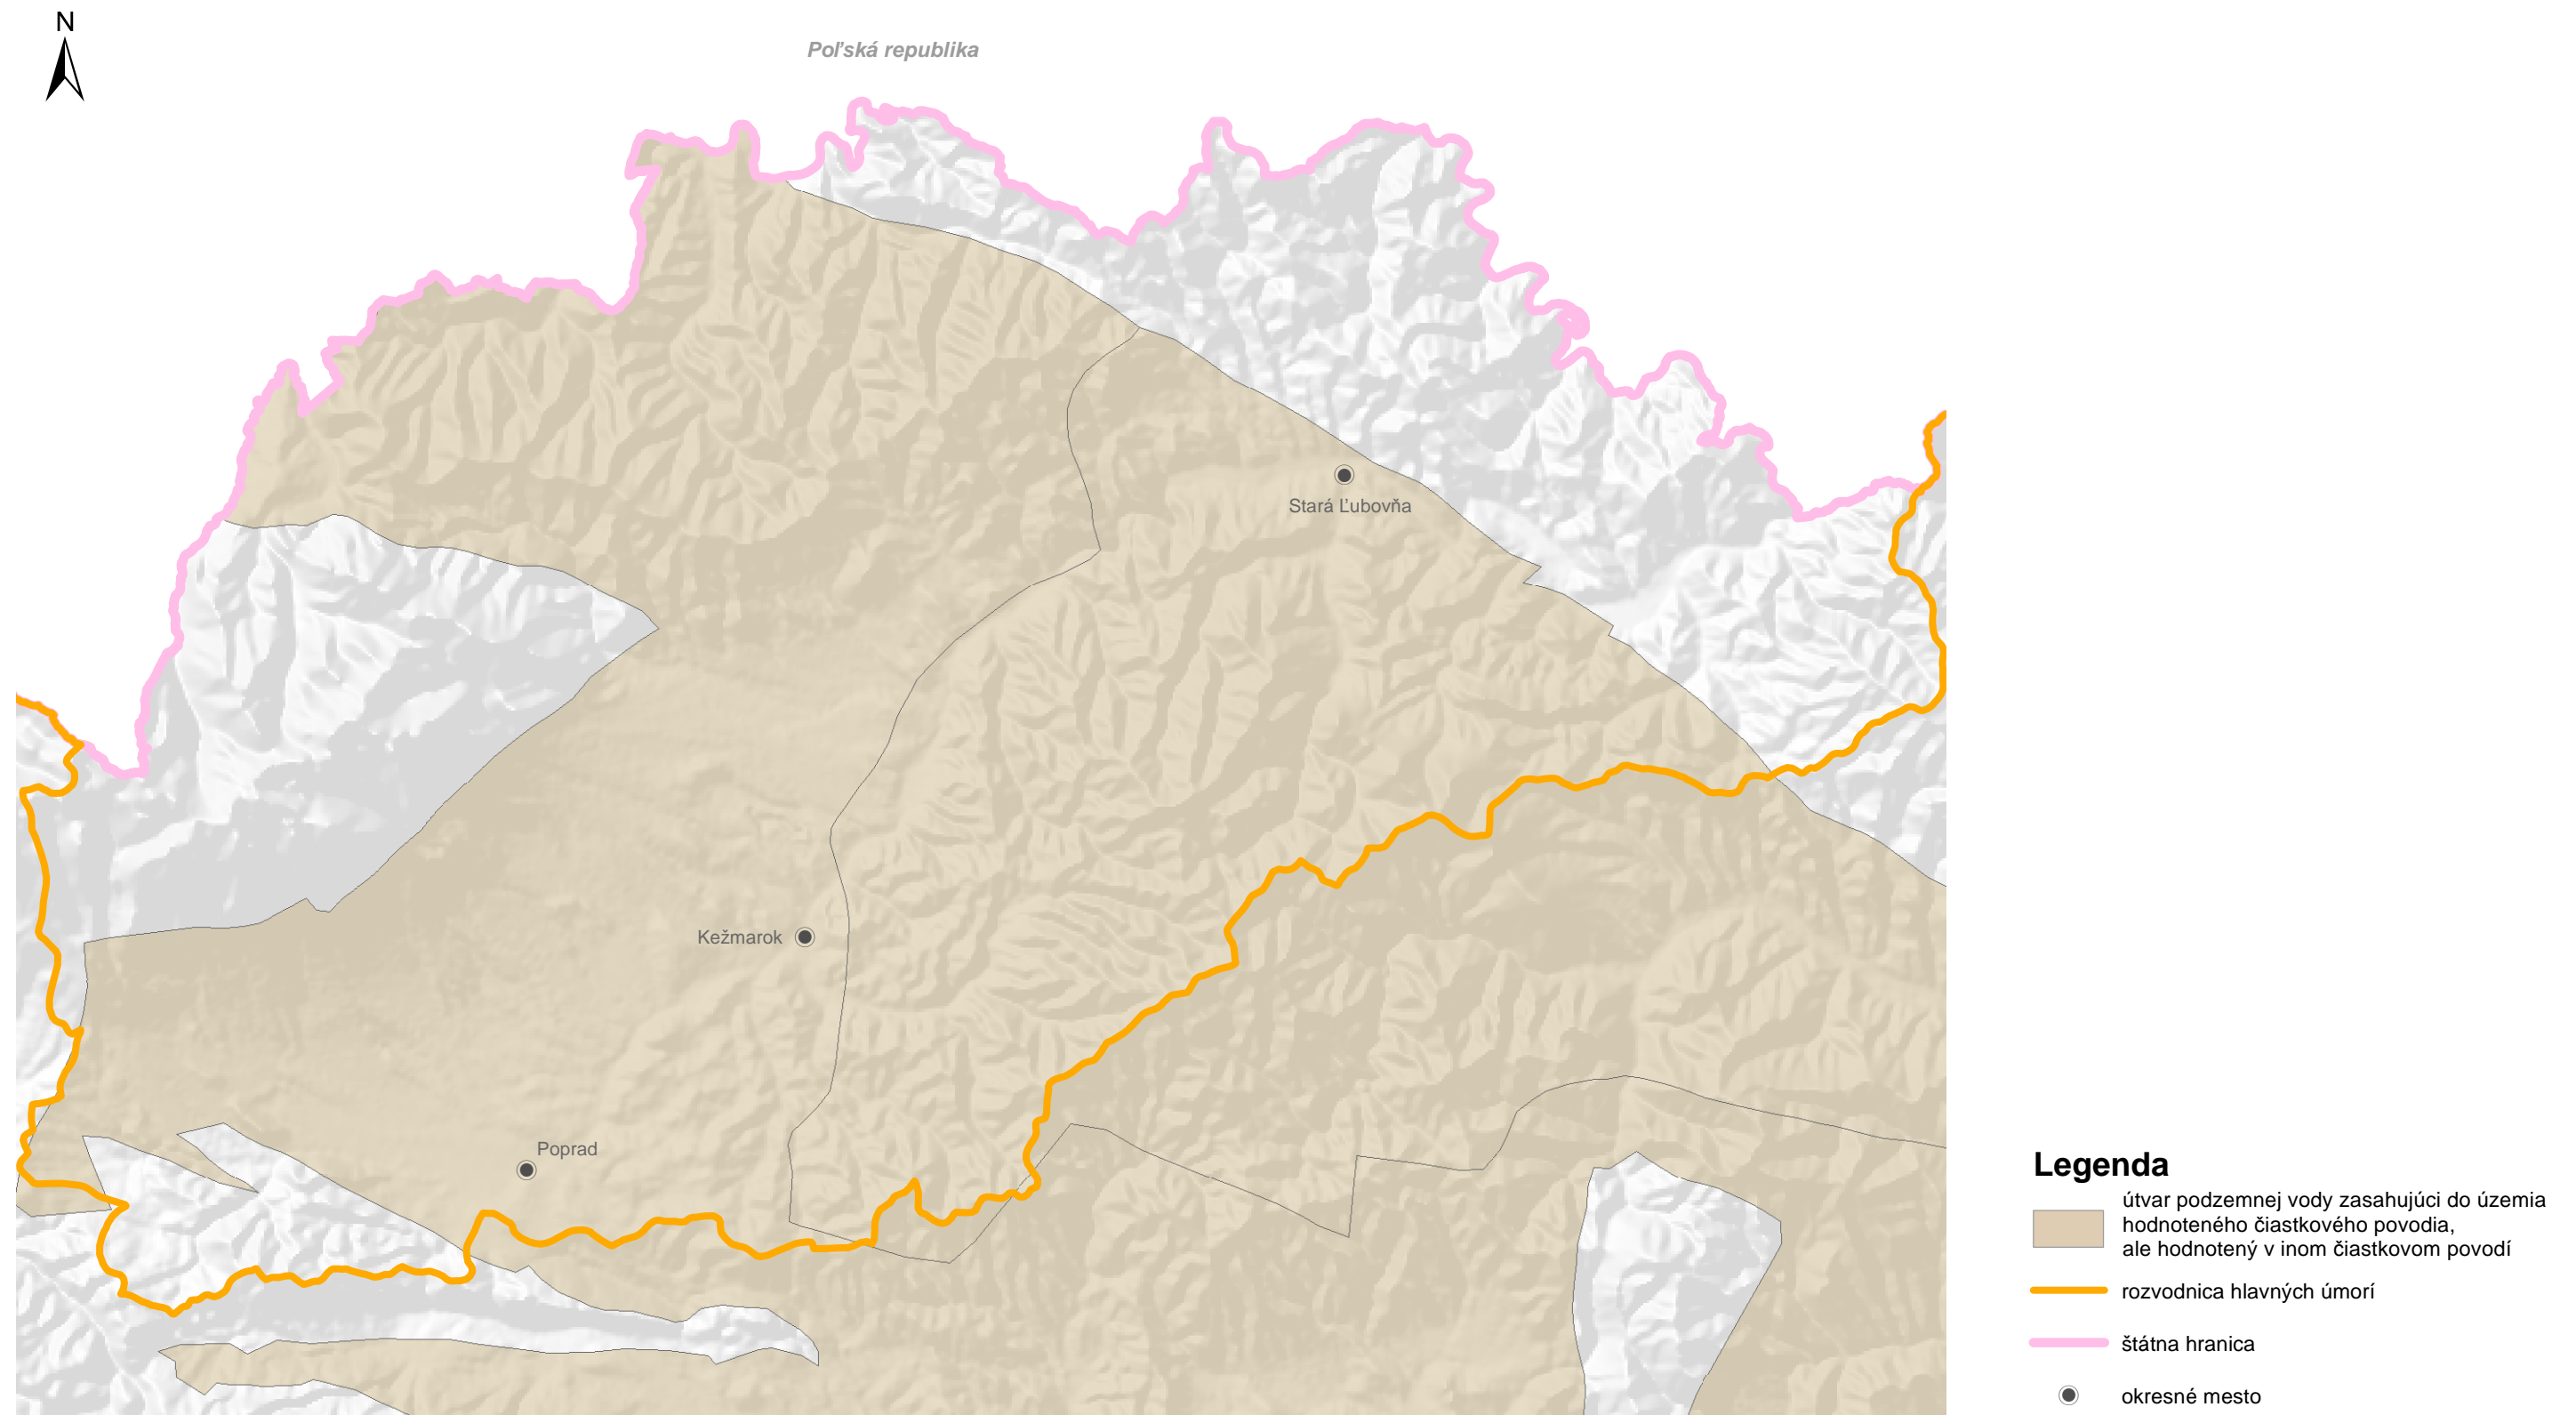 N
Poľská republika
Stará Ľubovňa
Kežmarok
Poprad
Legenda
útvar podzemnej vody zasahujúci do územia
hodnoteného čiastkového povodia,
ale hodnotený v inom čiastkovom povodí
rozvodnica hlavných úmorí
štátna hranica
okresné mesto